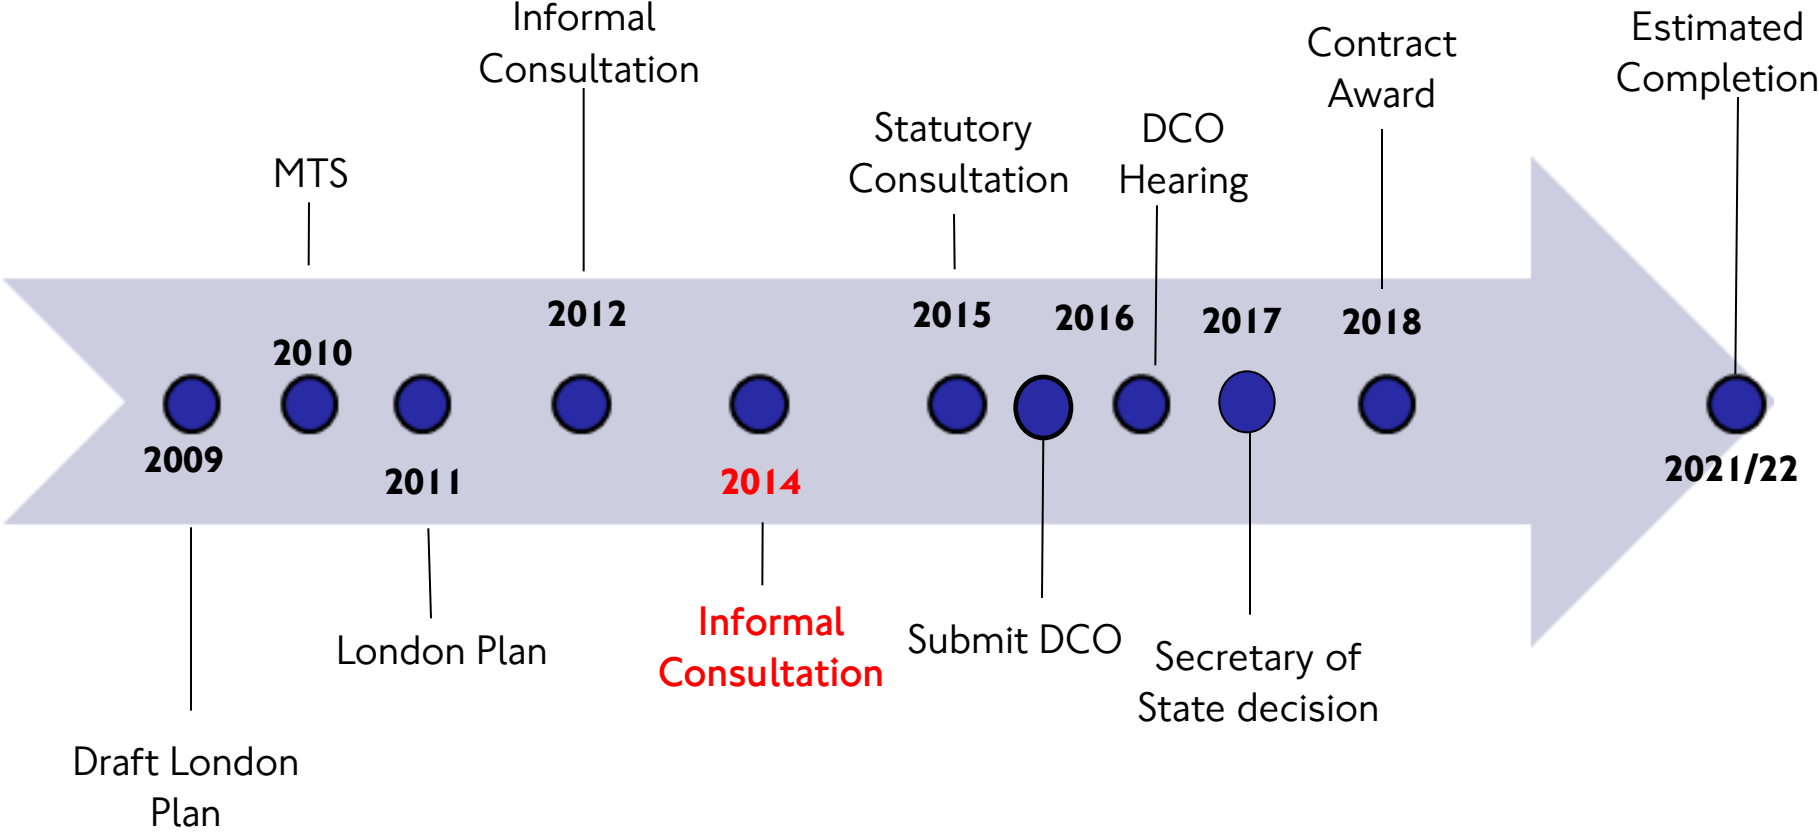 Informal
Consultation
Estimated
Completion
Contract
Award
Statutory
Consultation
DCO
Hearing
MTS
2012
2015
2016
2017
2018
2010
2009
2011
2014
2021/22
Informal
Consultation
Submit DCO
London Plan
Secretary of
State decision
Draft London
Plan